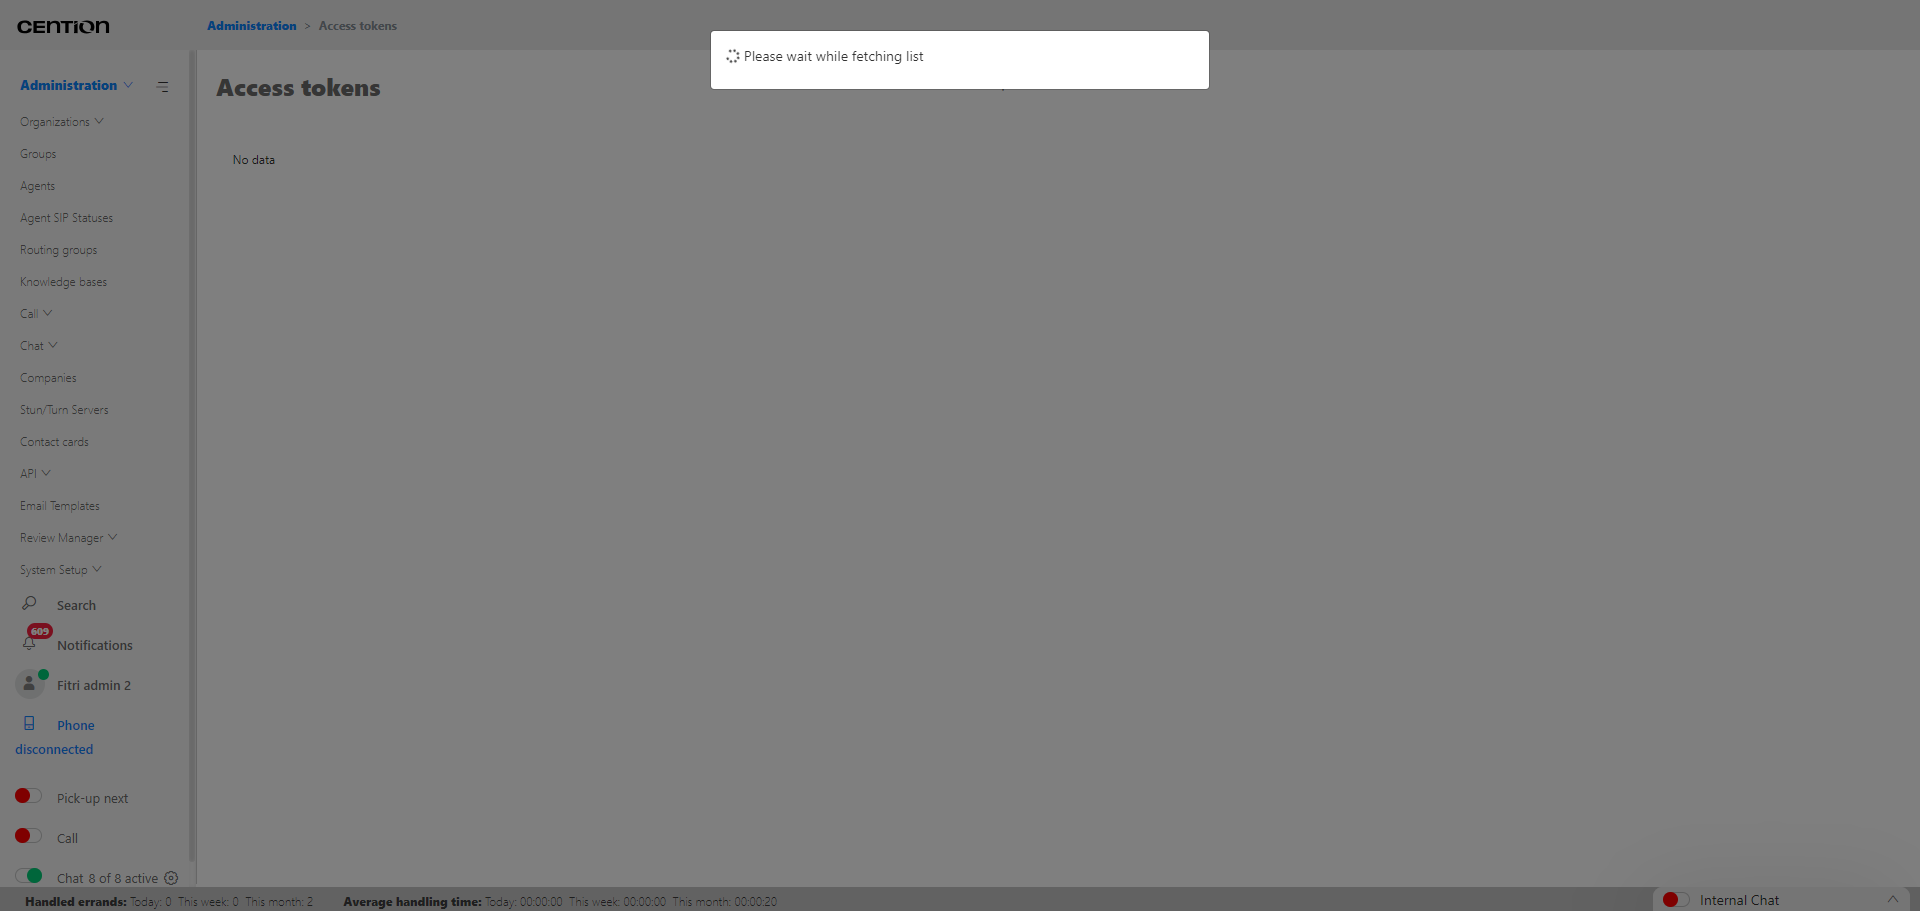 CENTION
Administration > Access tokens
Please wait while fetching list
Administration
Access tokens
Organizations
Groups
No data
Agents
Agent SIP Statuses
Routing groups
Knowledge bases
Call
Chat
Companies
Stun/Turn Servers
Contact cards
API
Email Templates
Review Manager
System Setup
Search
609
Notifications
Fitri admin 2
Phone
disconnected
Pick-up next
Call
Chat 8 of 8 active
Handled errands: Today: 0 This week: 0 This month: 2 Average handling time: Today: 00:00:00 This week: 00:00:00 This month: 00:00:20
Internal Chat